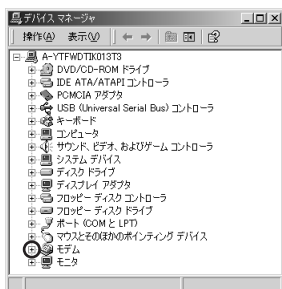 デバイス マネージャ
操作(A) 表示(V)
A-YTFWDTIK013T3
DVD/CD-ROM ドライブ
IDE ATA/ATAPI コントローラ
PCMCIA アダプタ
USB (Universal Serial Bus) コントローラ
キーボード
コンピュータ
サウンド、ビデオ、およびゲーム コントローラ
システム デバイス
ディスク ドライブ
ディスプレイ アダプタ
フロッピー ディスク コントローラ
フロッピー ディスク ドライブ
ポート (COM と LPT)
マウスとそのほかのポインティング デバイス
モデム
モニタ